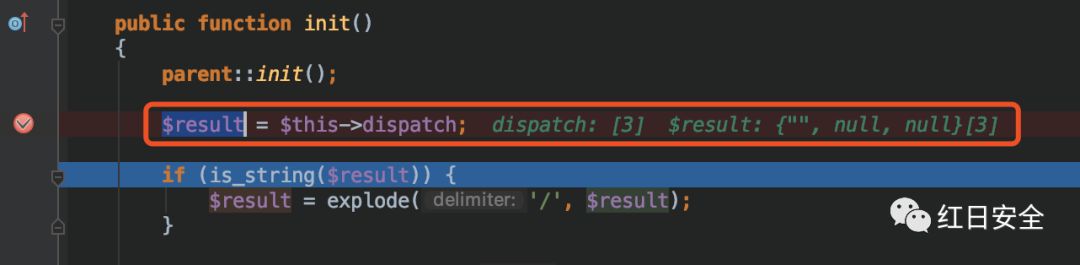 public function init()
{
parent::init();
$result = $this->dispatch; dispatch: [3] $result: {"", null, null}[3]
if (is_string($result)) {
$result = explode( delimiter: '/', $result);
}
红日安全